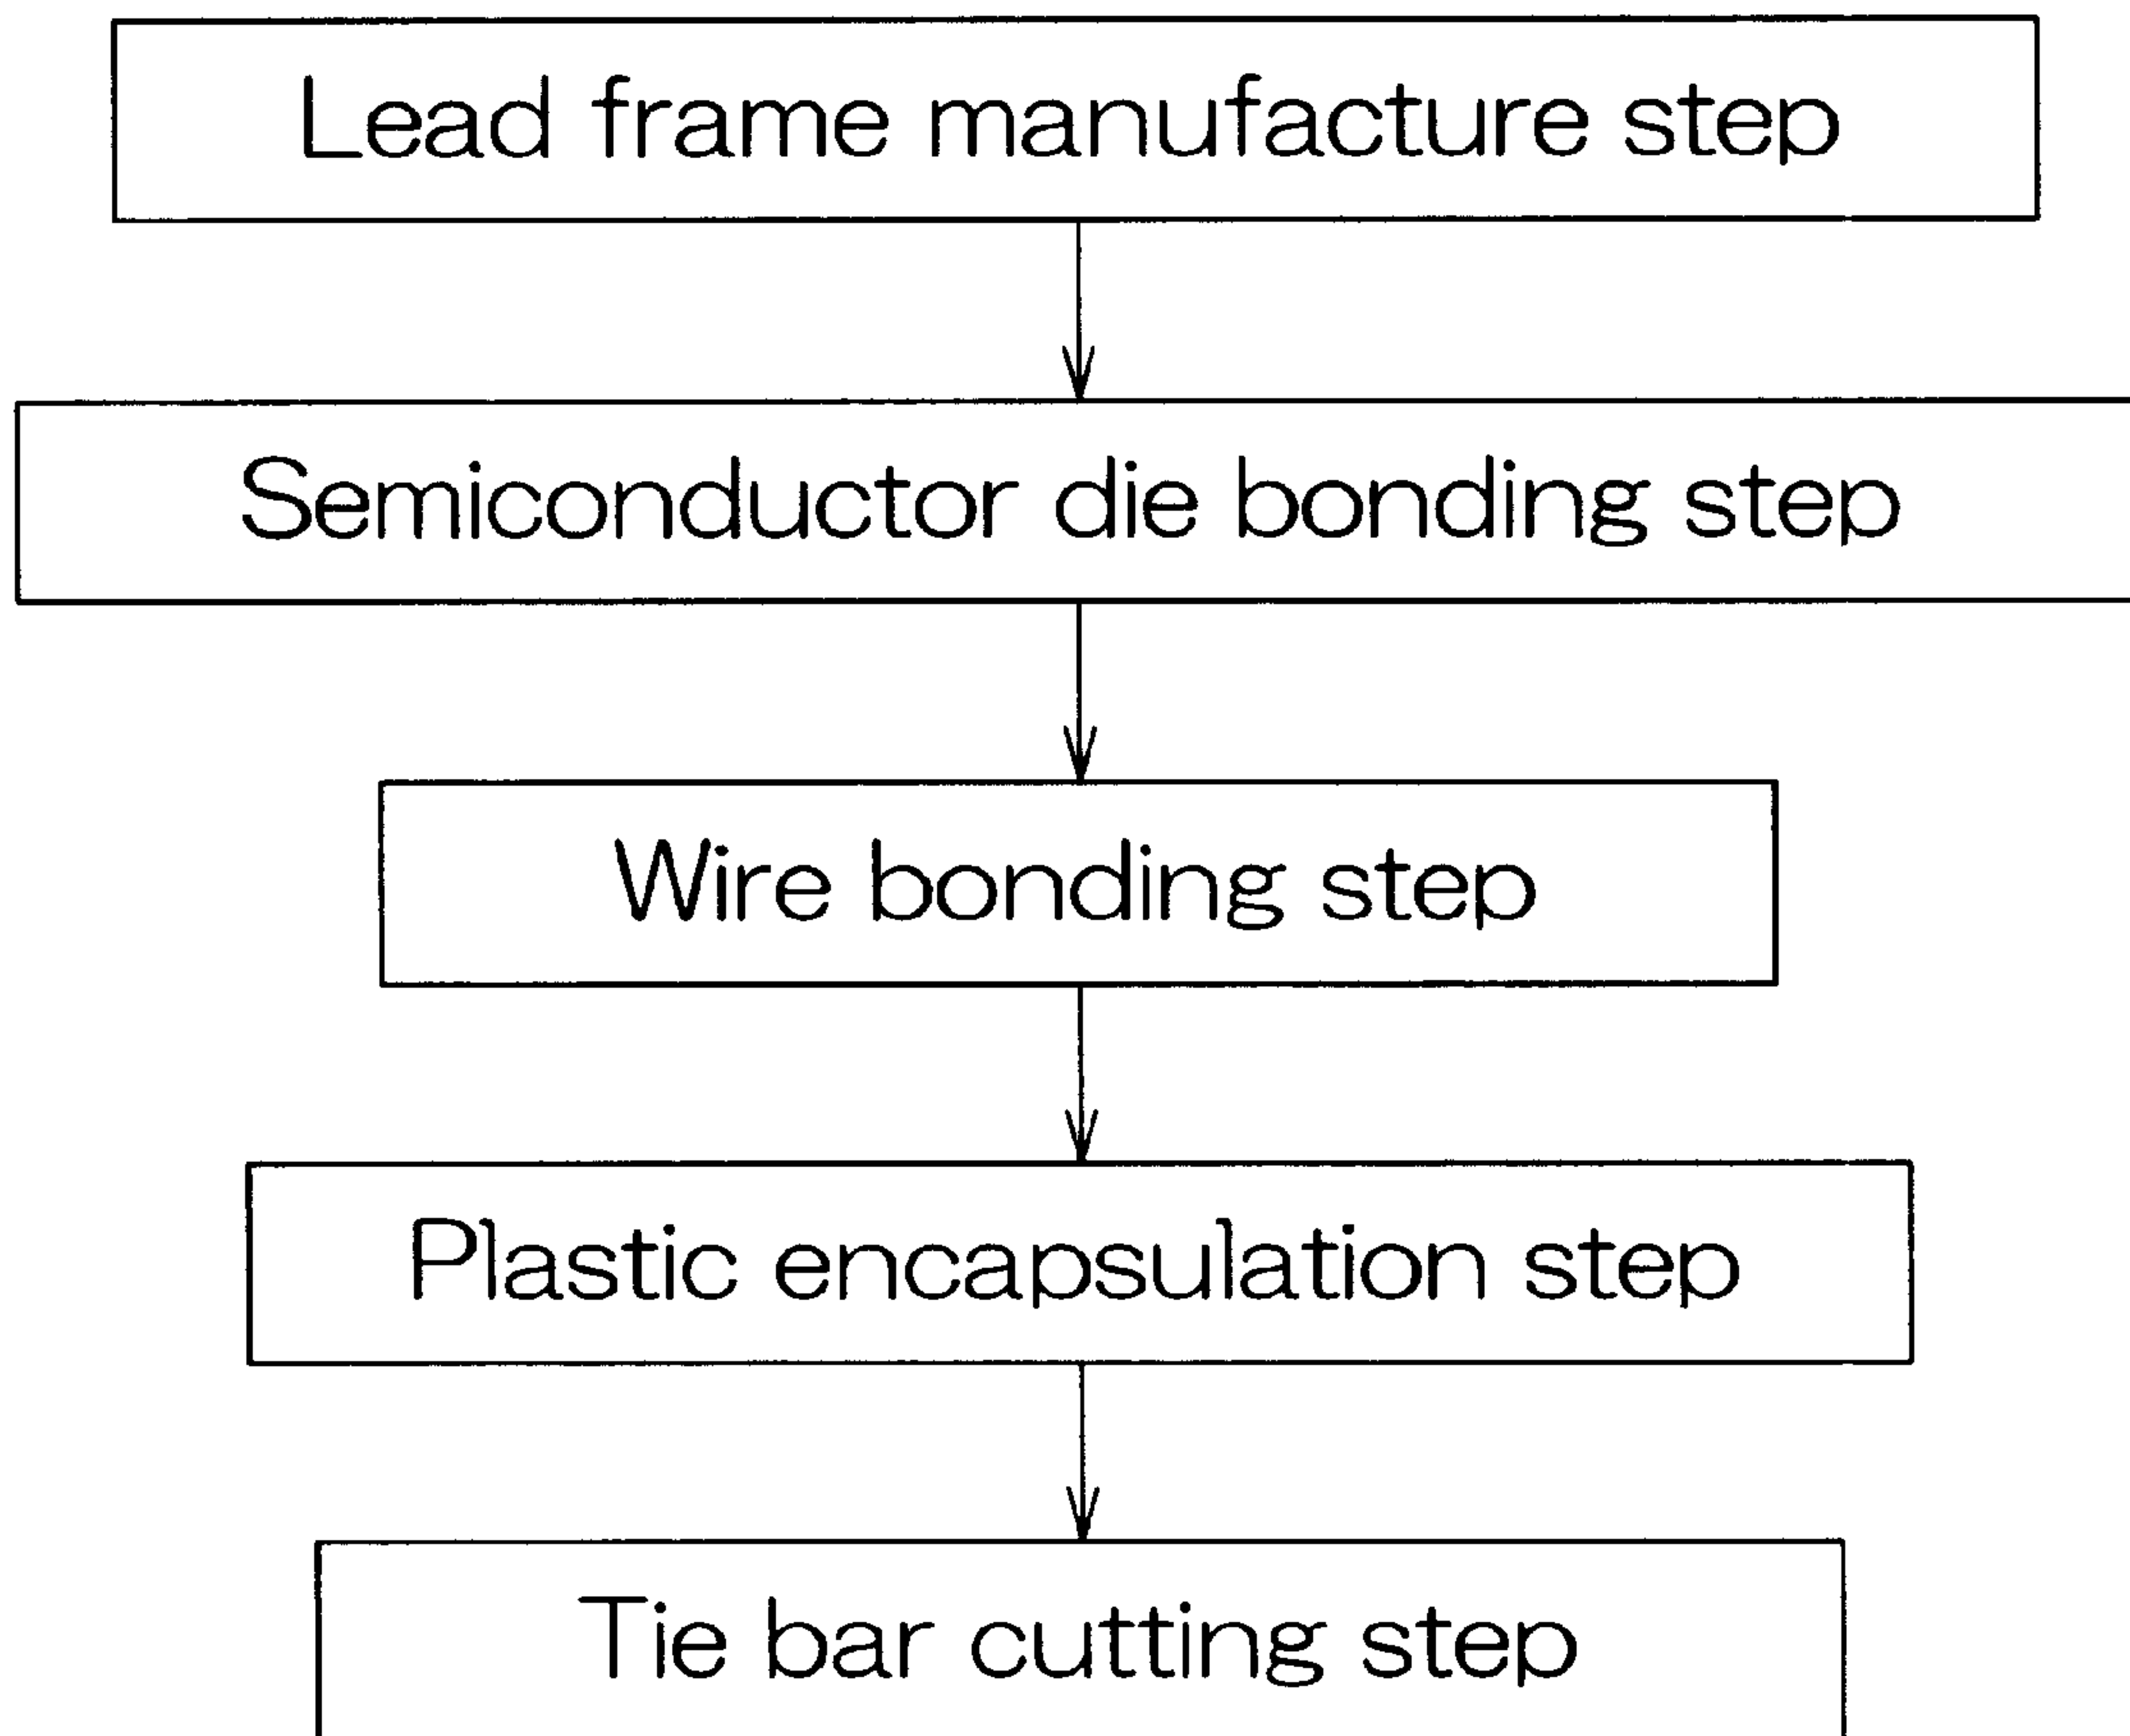 Lead frame manufacture step
Semiconductor die bonding step
Wire bonding step
Plastic encapsulation step
Tie bar cutting step